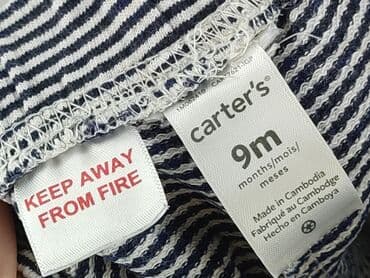 KEEP AWAY
FROM FIRE
carter's®
9m
months/mois/
meses
Made in Cambodia
Fabriqué au Cambodge
Hecho en Camboya